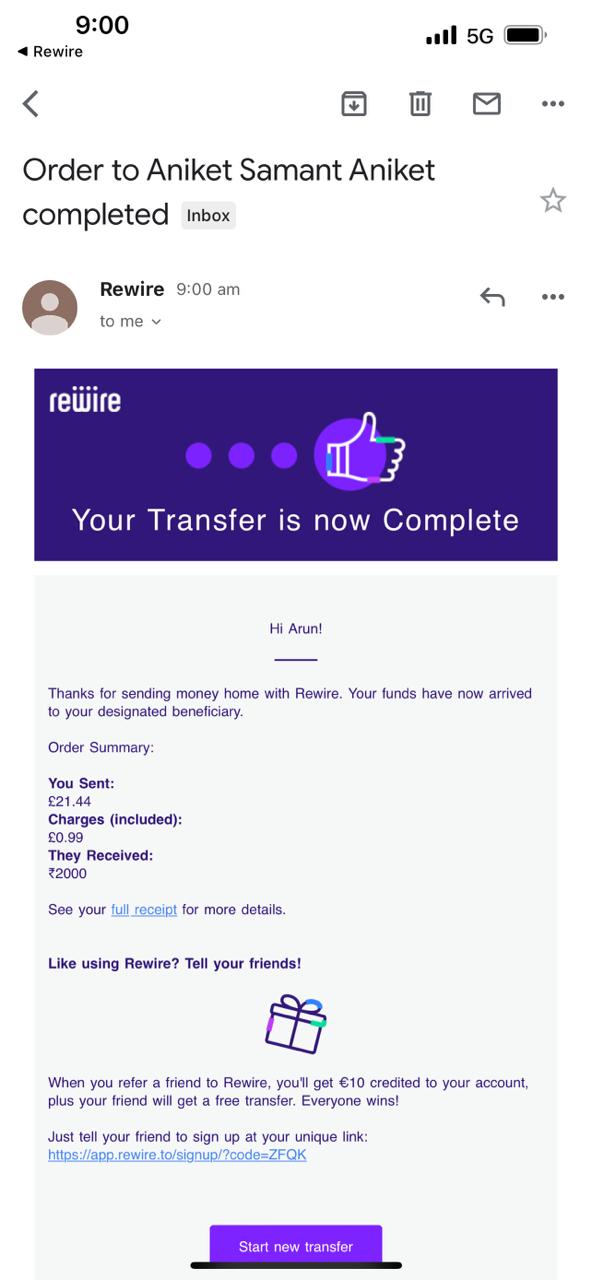 9:00
5G
◀ Rewire
Order to Aniket Samant Aniket
completed Inbox
Rewire 9:00 am
to me
rewire
Your Transfer is now Complete
Hi Arun!
Thanks for sending money home with Rewire. Your funds have now arrived
to your designated beneficiary.
Order Summary:
You Sent:
£21.44
Charges (included):
£0.99
They Received:
₹2000
See your full receipt for more details.
Like using Rewire? Tell your friends!
When you refer a friend to Rewire, you'll get €10 credited to your account,
plus your friend will get a free transfer. Everyone wins!
Just tell your friend to sign up at your unique link:
https://app.rewire.to/signup/?code=ZFQK
Start new transfer